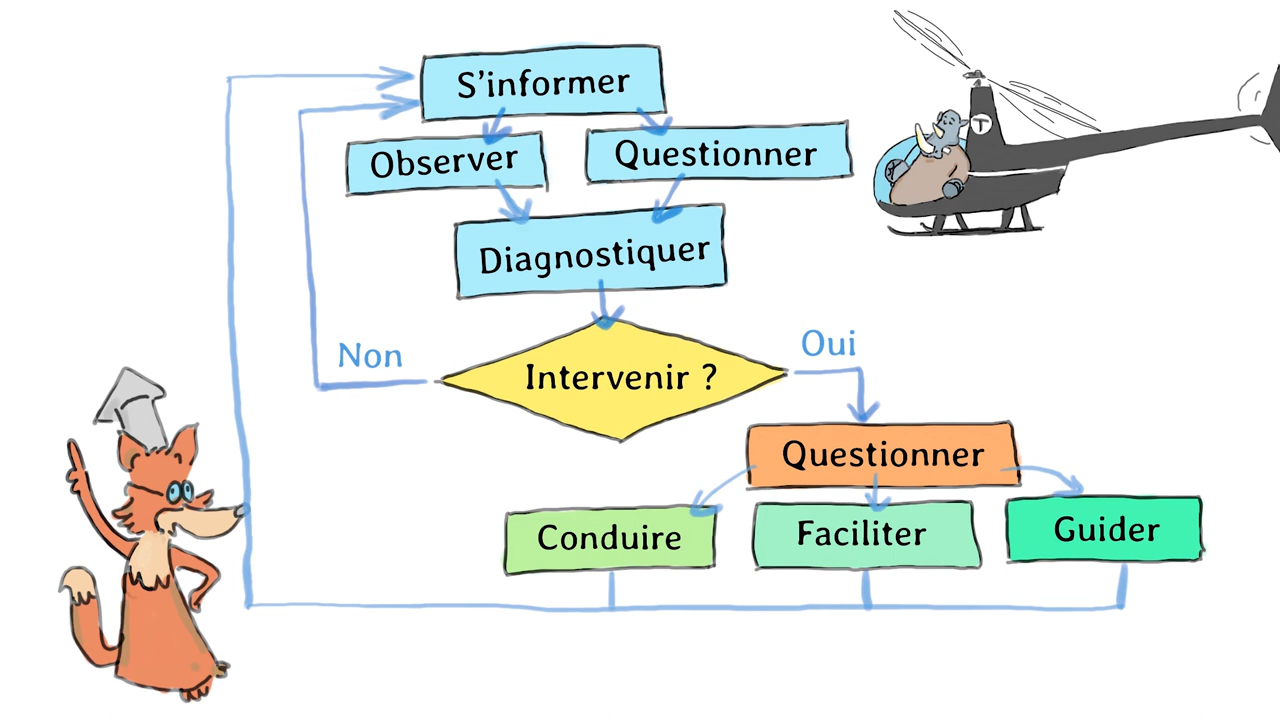 S'informer
T
Observer
Questionner
Diagnostiquer
Non
Oui
Intervenir ?
Questionner
Conduire
Faciliter
Guider